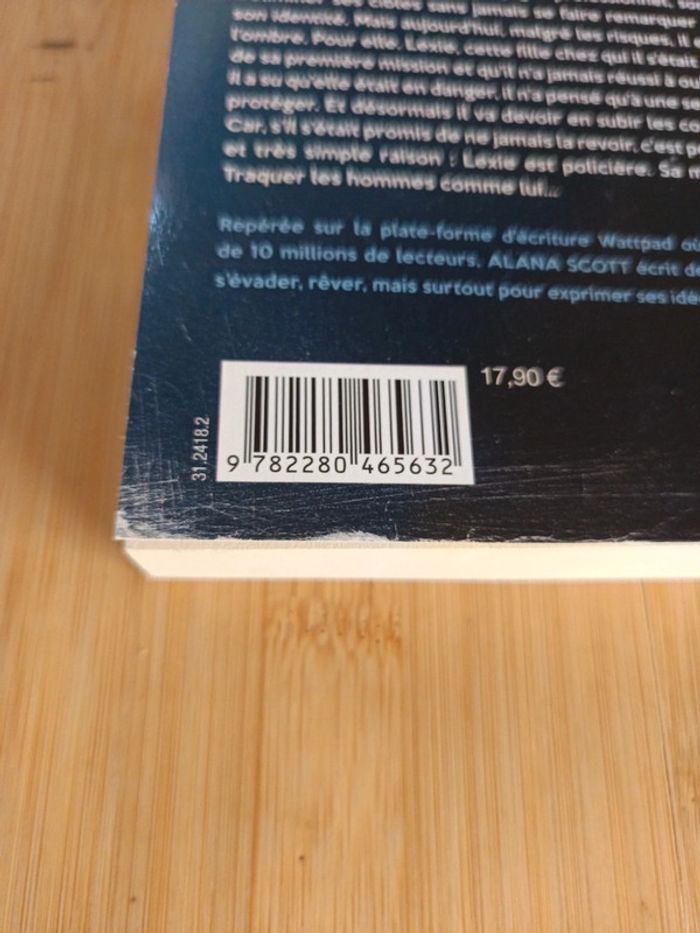 son identité. Mais aujourd'hui, malgré les risques, il
l'ombre. Pour elle. Lexie, cette fille chez qui il s'était
de sa première mission et qu'il n'a jamais réussi à
Il a su qu'elle était en danger, il n'a pensé qu'à une
protéger. Et désormais il va devoir en subir les
Car, s'il s'était promis de ne jamais la revoir, c'est
et très simple raison : Lexie est policière. Sa
Traquer les hommes comme lui...
Repérée sur la plate-forme d'écriture Wattpad
de 10 millions de lecteurs, ALANA SCOTT écrit
s'évader, rêver, mais surtout pour exprimer ses
17,90 €
31.2418.2
9 782280 465632